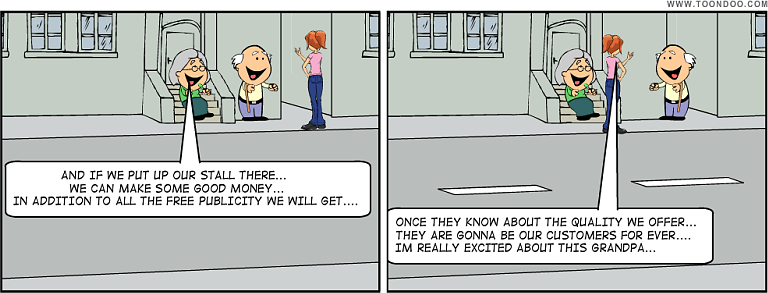 WWW.TOONDOO.COM
AND IF WE PUT UP OUR STALL THERE...
WE CAN MAKE SOME GOOD MONEY...
IN ADDITION TO ALL THE FREE PUBLICITY WE WILL GET....
ONCE THEY KNOW ABOUT THE QUALITY WE OFFER...
THEY ARE GONNA BE OUR CUSTOMERS FOR EVER....
IM REALLY EXCITED ABOUT THIS GRANDPA...